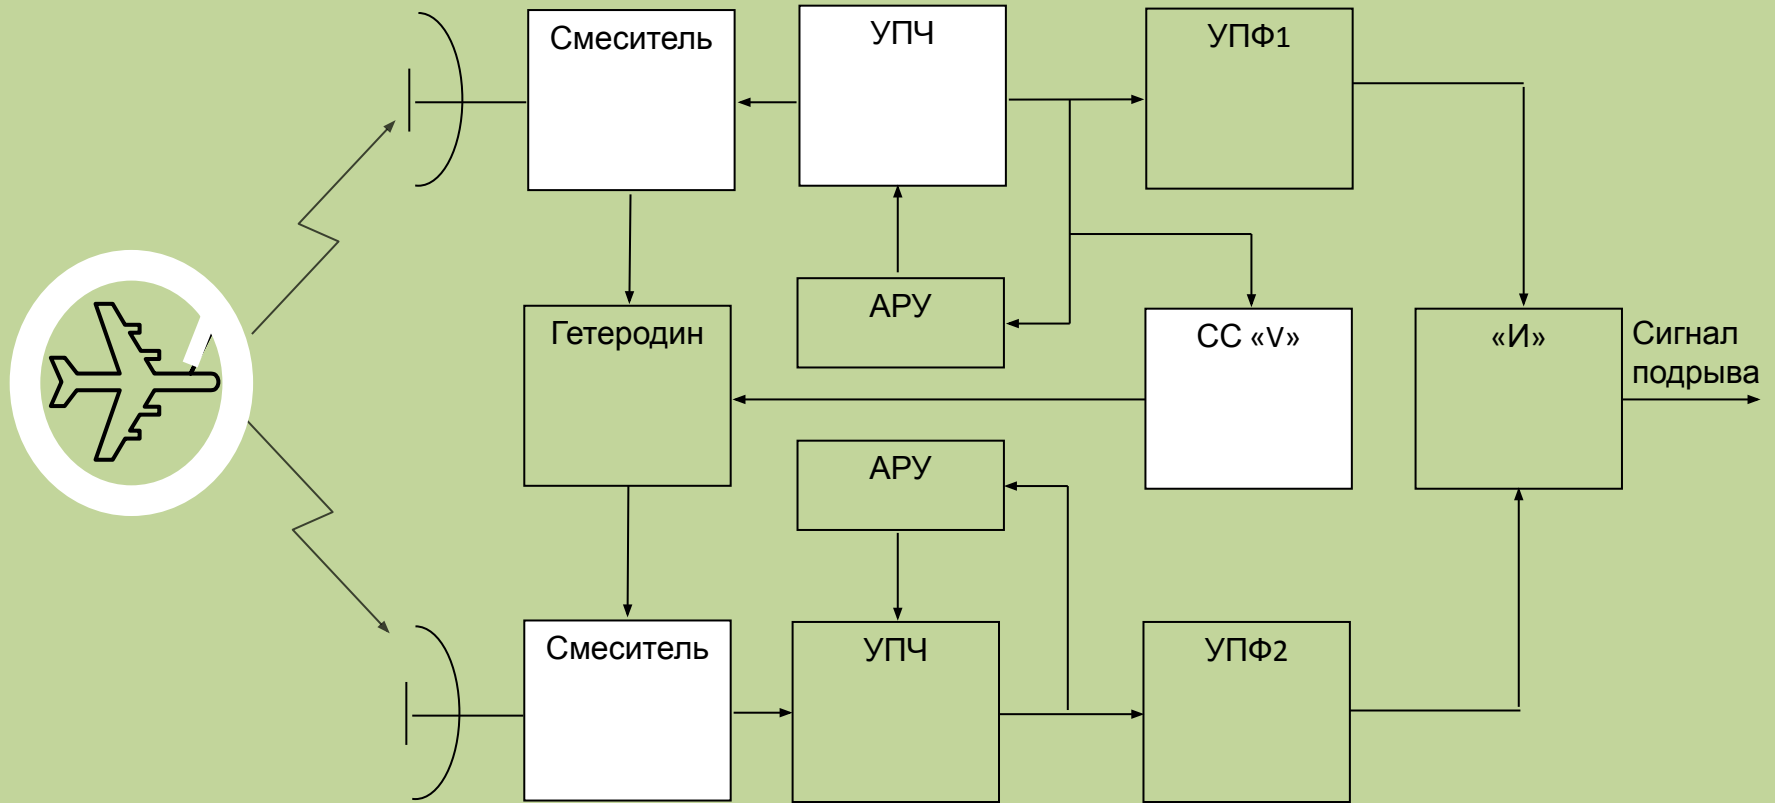 Смеситель
УПЧ
УПФ1
Гетеродин
АРУ
СС «V»
«И»
Сигнал
подрыва
АРУ
Смеситель
УПЧ
УПФ2